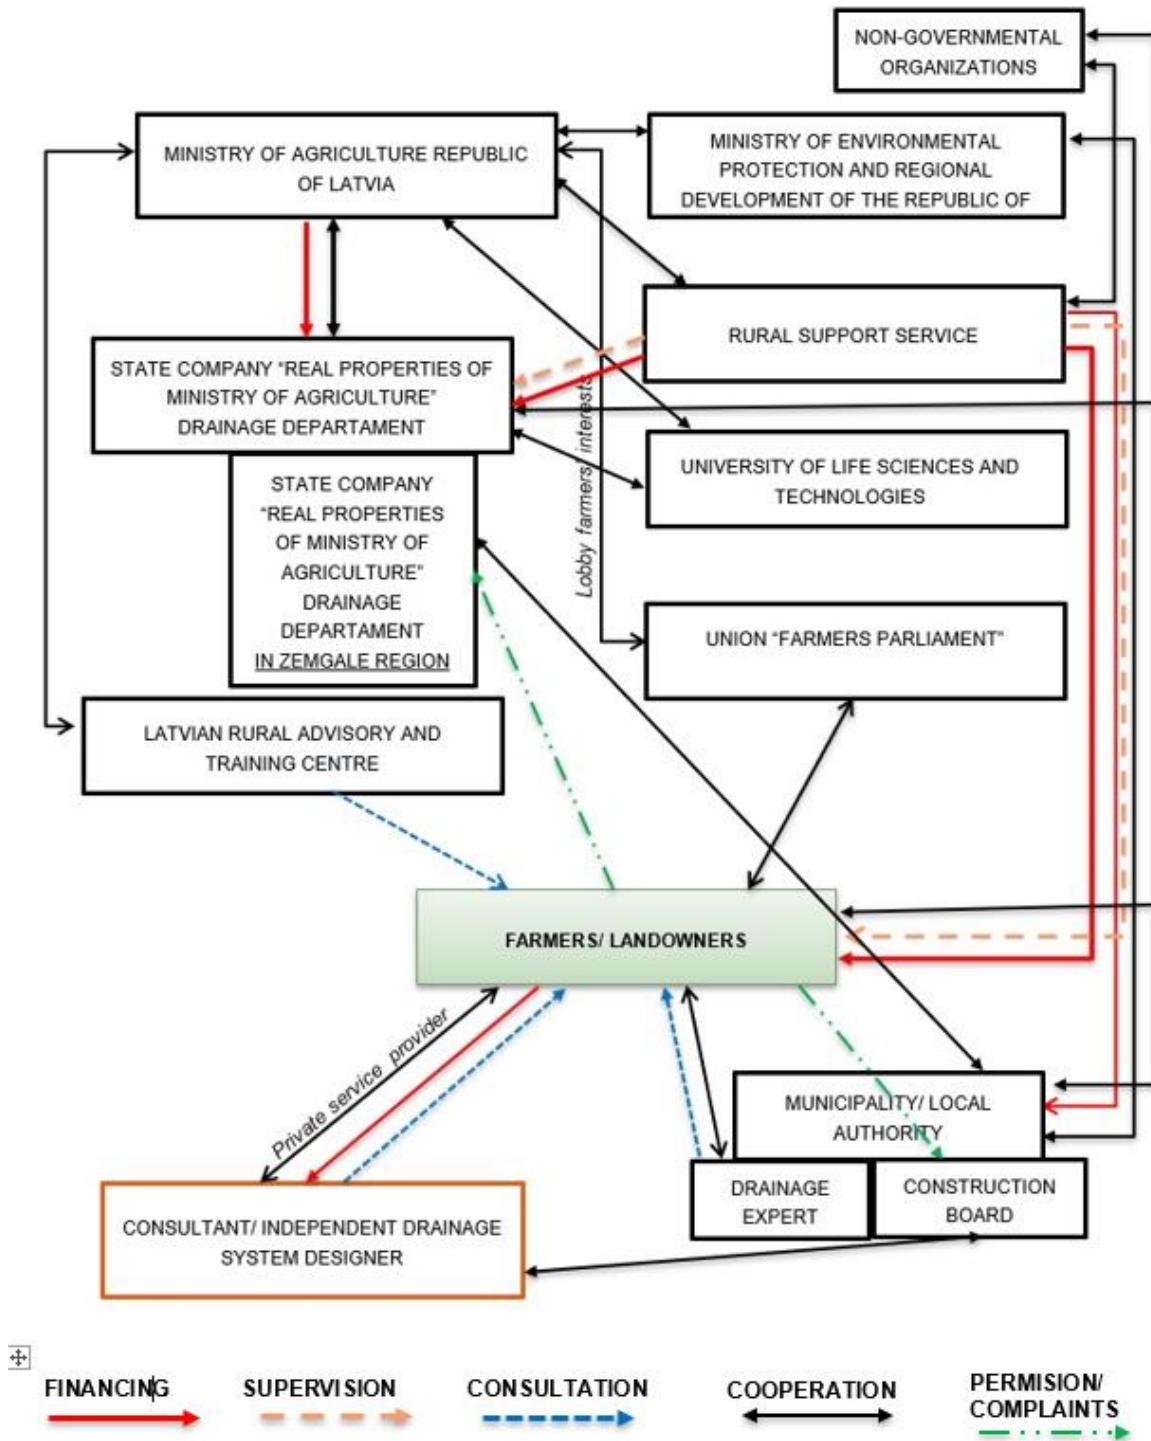 NON-GOVERNMENTAL
ORGANIZATIONS
MINISTRY OF AGRICULTURE REPUBLIC
OF LATVIA
MINISTRY OF ENVIRONMENTAL
PROTECTION AND REGIONAL
DEVELOPMENT OF THE REPUBLIC OF
RURAL SUPPORT SERVICE
STATE COMPANY “REAL PROPERTIES OF
MINISTRY OF AGRICULTURE”
DRAINAGE DEPARTAMENT
Lobby farmers interests
UNIVERSITY OF LIFE SCIENCES AND
TECHNOLOGIES
STATE COMPANY
“REAL PROPERTIES
OF MINISTRY OF
AGRICULTURE”
DRAINAGE
DEPARTAMENT
IN ZEMGALE REGION
UNION “FARMERS PARLIAMENT”
LATVIAN RURAL ADVISORY AND
TRAINING CENTRE
FARMERS/ LANDOWNERS
Private service provider
MUNICIPALITY/ LOCAL
AUTHORITY
DRAINAGE
EXPERT
CONSTRUCTION
BOARD
CONSULTANT/ INDEPENDENT DRAINAGE
SYSTEM DESIGNER
FINANCING
SUPERVISION
CONSULTATION
COOPERATION
PERMISION/
COMPLAINTS